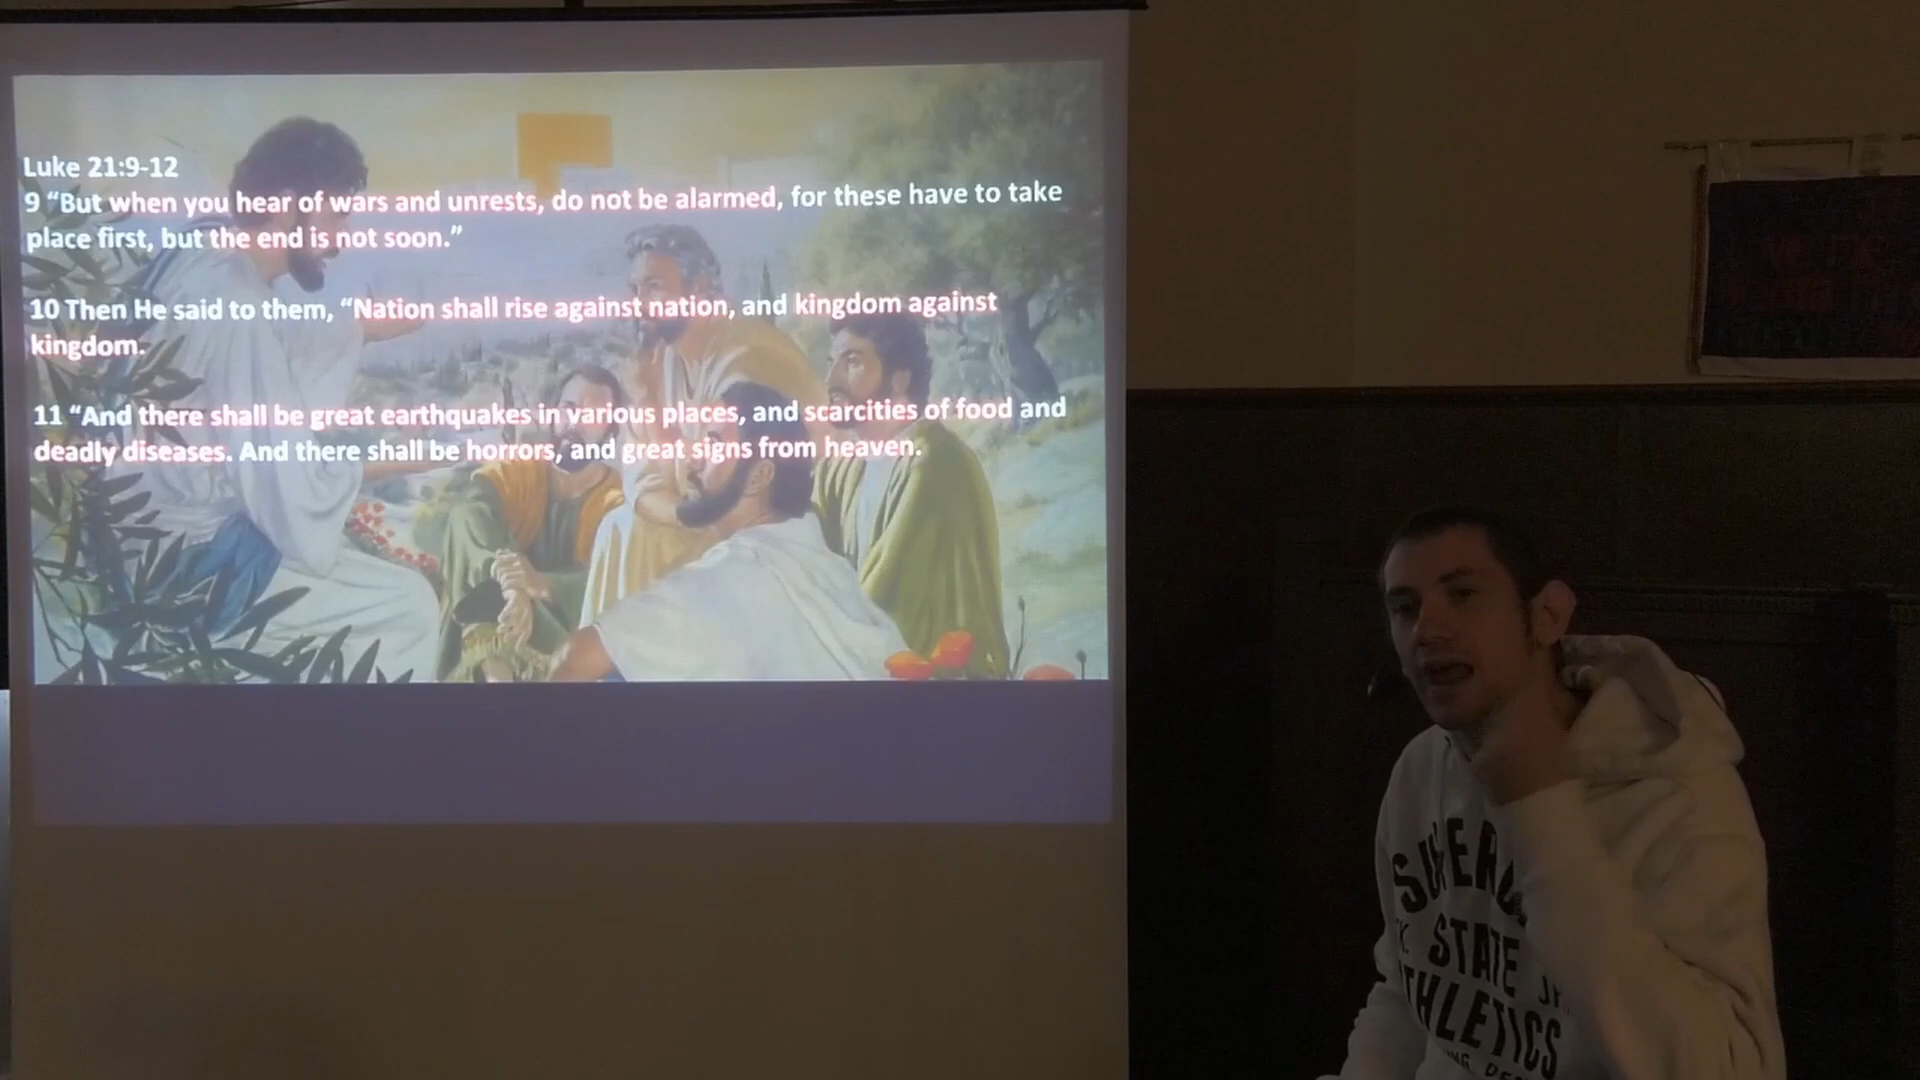 Luke 21:9-12
9 “But when you hear of wars and unrests, do not be alarmed, for these have to take
place first, but the end is not soon.”
10 Then He said to them, “Nation shall rise against nation, and kingdom against
kingdom.
11 “And there shall be great earthquakes in various places, and scarcities of food and
deadly diseases. And there shall be horrors, and great signs from heaven.
STATE